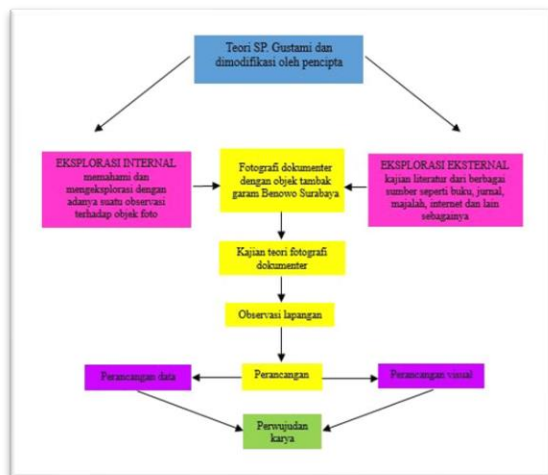 Teori SP. Gustami dan
dimodifikasi oleh pencipta
EKSPLORASI INTERNAL
memahami dan
mengeksplorasi dengan
adanya suatu observasi
terhadap objek foto
Fotografi dokumenter
dengan objek tambak
garam Benowo Surabaya
EKSPLORASI EKSTERNAL
kajian literatur dari berbagai
sumber seperti buku, jurnal,
majalah, internet dan lain
sebagainya
Kajian teori fotografi
dokumenter
Observasi lapangan
Perancangan data
Perancangan
Perancangan visual
Perwujudan
karya